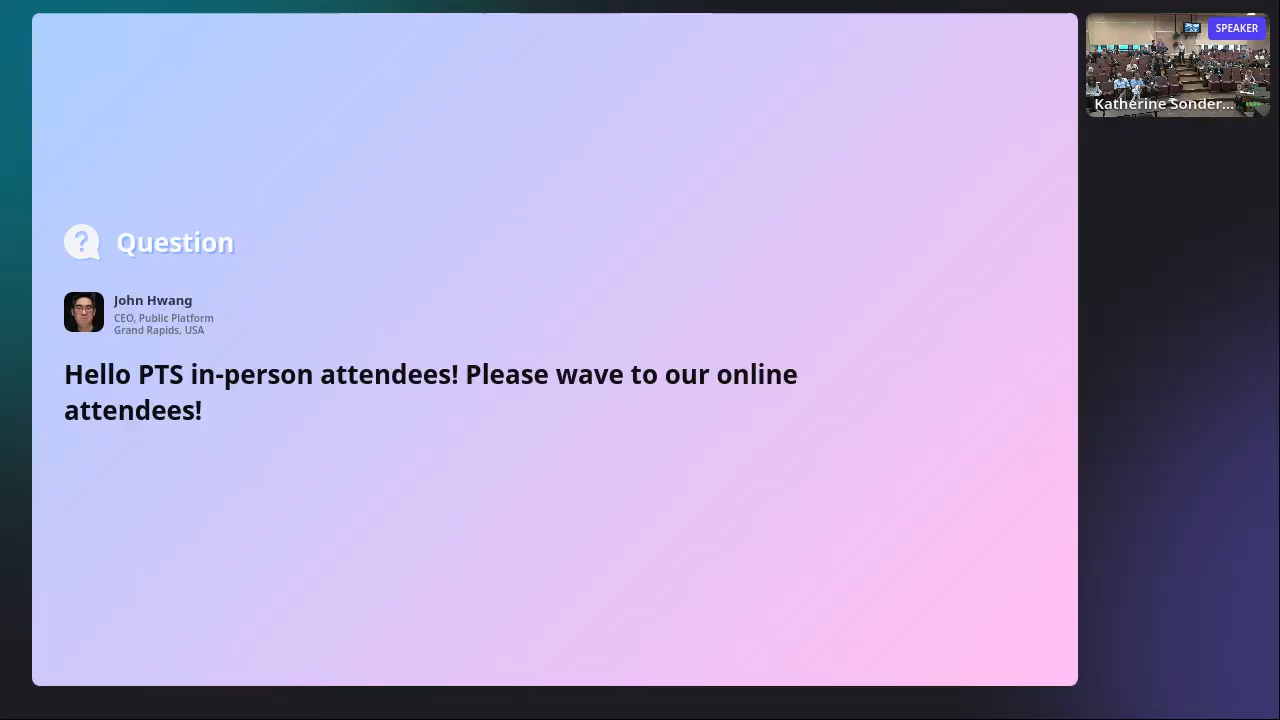 SPEAKER
Katherine Sonder...
Question
John Hwang
CEO, Public Platform
Grand Rapids, USA
Hello PTS in-person attendees! Please wave to our online
attendees!